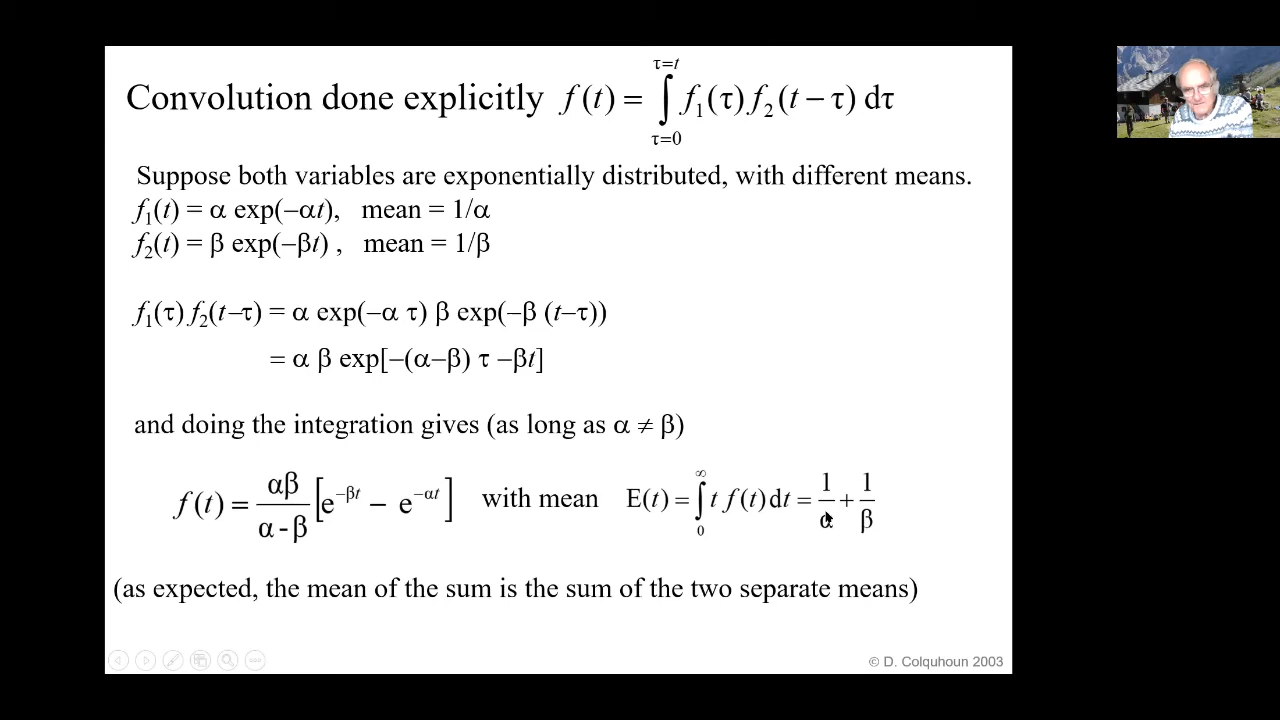 Convolution done explicitly f(t) = ∫_{τ=0}^{τ=t} f₁(τ) f₂(t − τ) dτ
Suppose both variables are exponentially distributed, with different means.
f₁(t) = α exp(−αt), mean = 1/α
f₂(t) = β exp(−βt) , mean = 1/β
f₁(τ) f₂(t−τ) = α exp(−α τ) β exp(−β (t−τ))
= α β exp[−(α−β) τ −βt]
and doing the integration gives (as long as α ≠ β)
f(t) = αβ/(α - β) [e^{−βt} − e^{−αt}] with mean E(t) = ∫_0^∞ t f(t) dt = 1/α + 1/β
(as expected, the mean of the sum is the sum of the two separate means)
© D. Colquhoun 2003